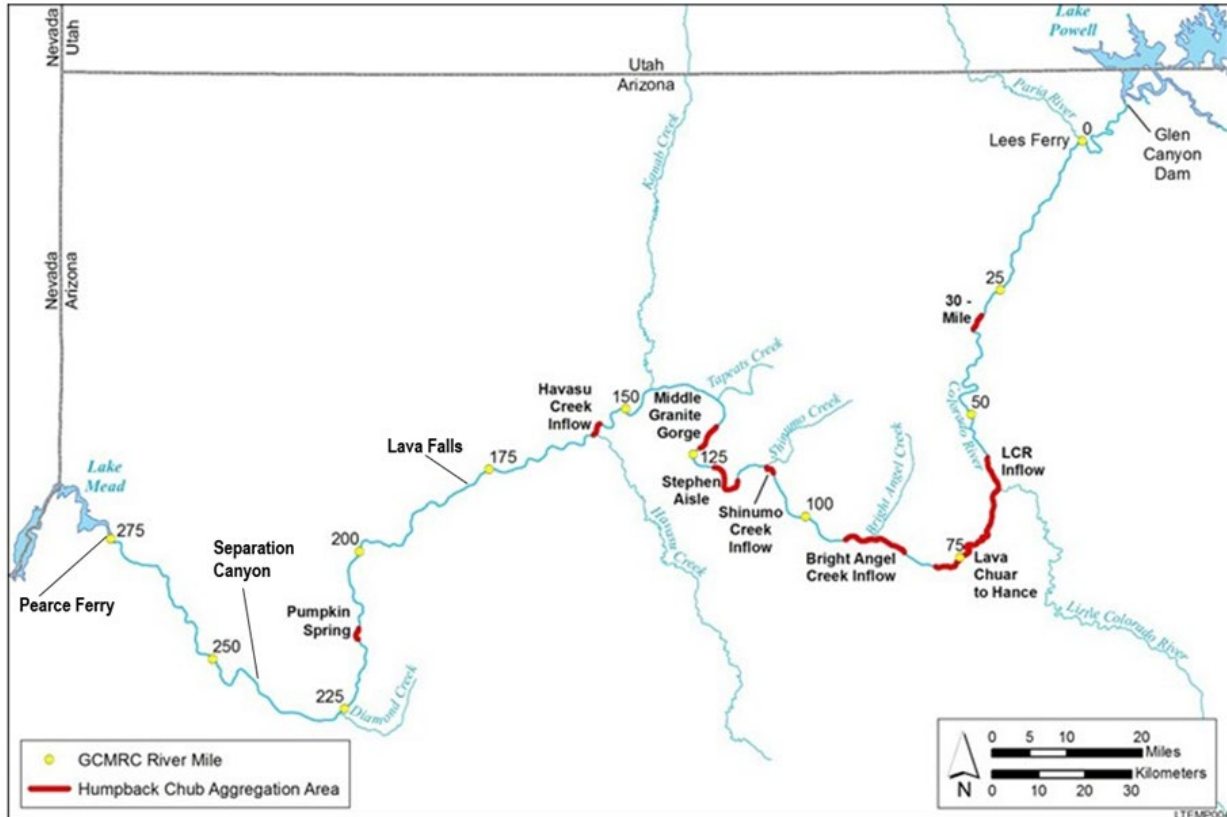 Nevada
Utah
Lake
Powell
Utah
Arizona
Paria River
0
Lees Ferry
Glen
Canyon
Dam
Kanab Creek
Nevada
Arizona
25
30 -
Mile
Tapeats Creek
Havasu
Creek
Inflow
150
Middle
Granite
Gorge
Shinumo Creek
50
Colorado River
Bright Angel Creek
LCR
Inflow
Lava Falls
175
125
Stephen
Aisle
Shinumo
Creek
Inflow
100
Lake
Mead
275
Separation
Canyon
200
Havasu Creek
Bright Angel
Creek Inflow
75
Lava
Chuar
to Hance
Pearce Ferry
Pumpkin
Spring
Little Colorado River
250
225
Diamond Creek
GCMRC River Mile
Humpback Chub Aggregation Area
N
0 5 10 20
Miles
Kilometers
0 10 20 30